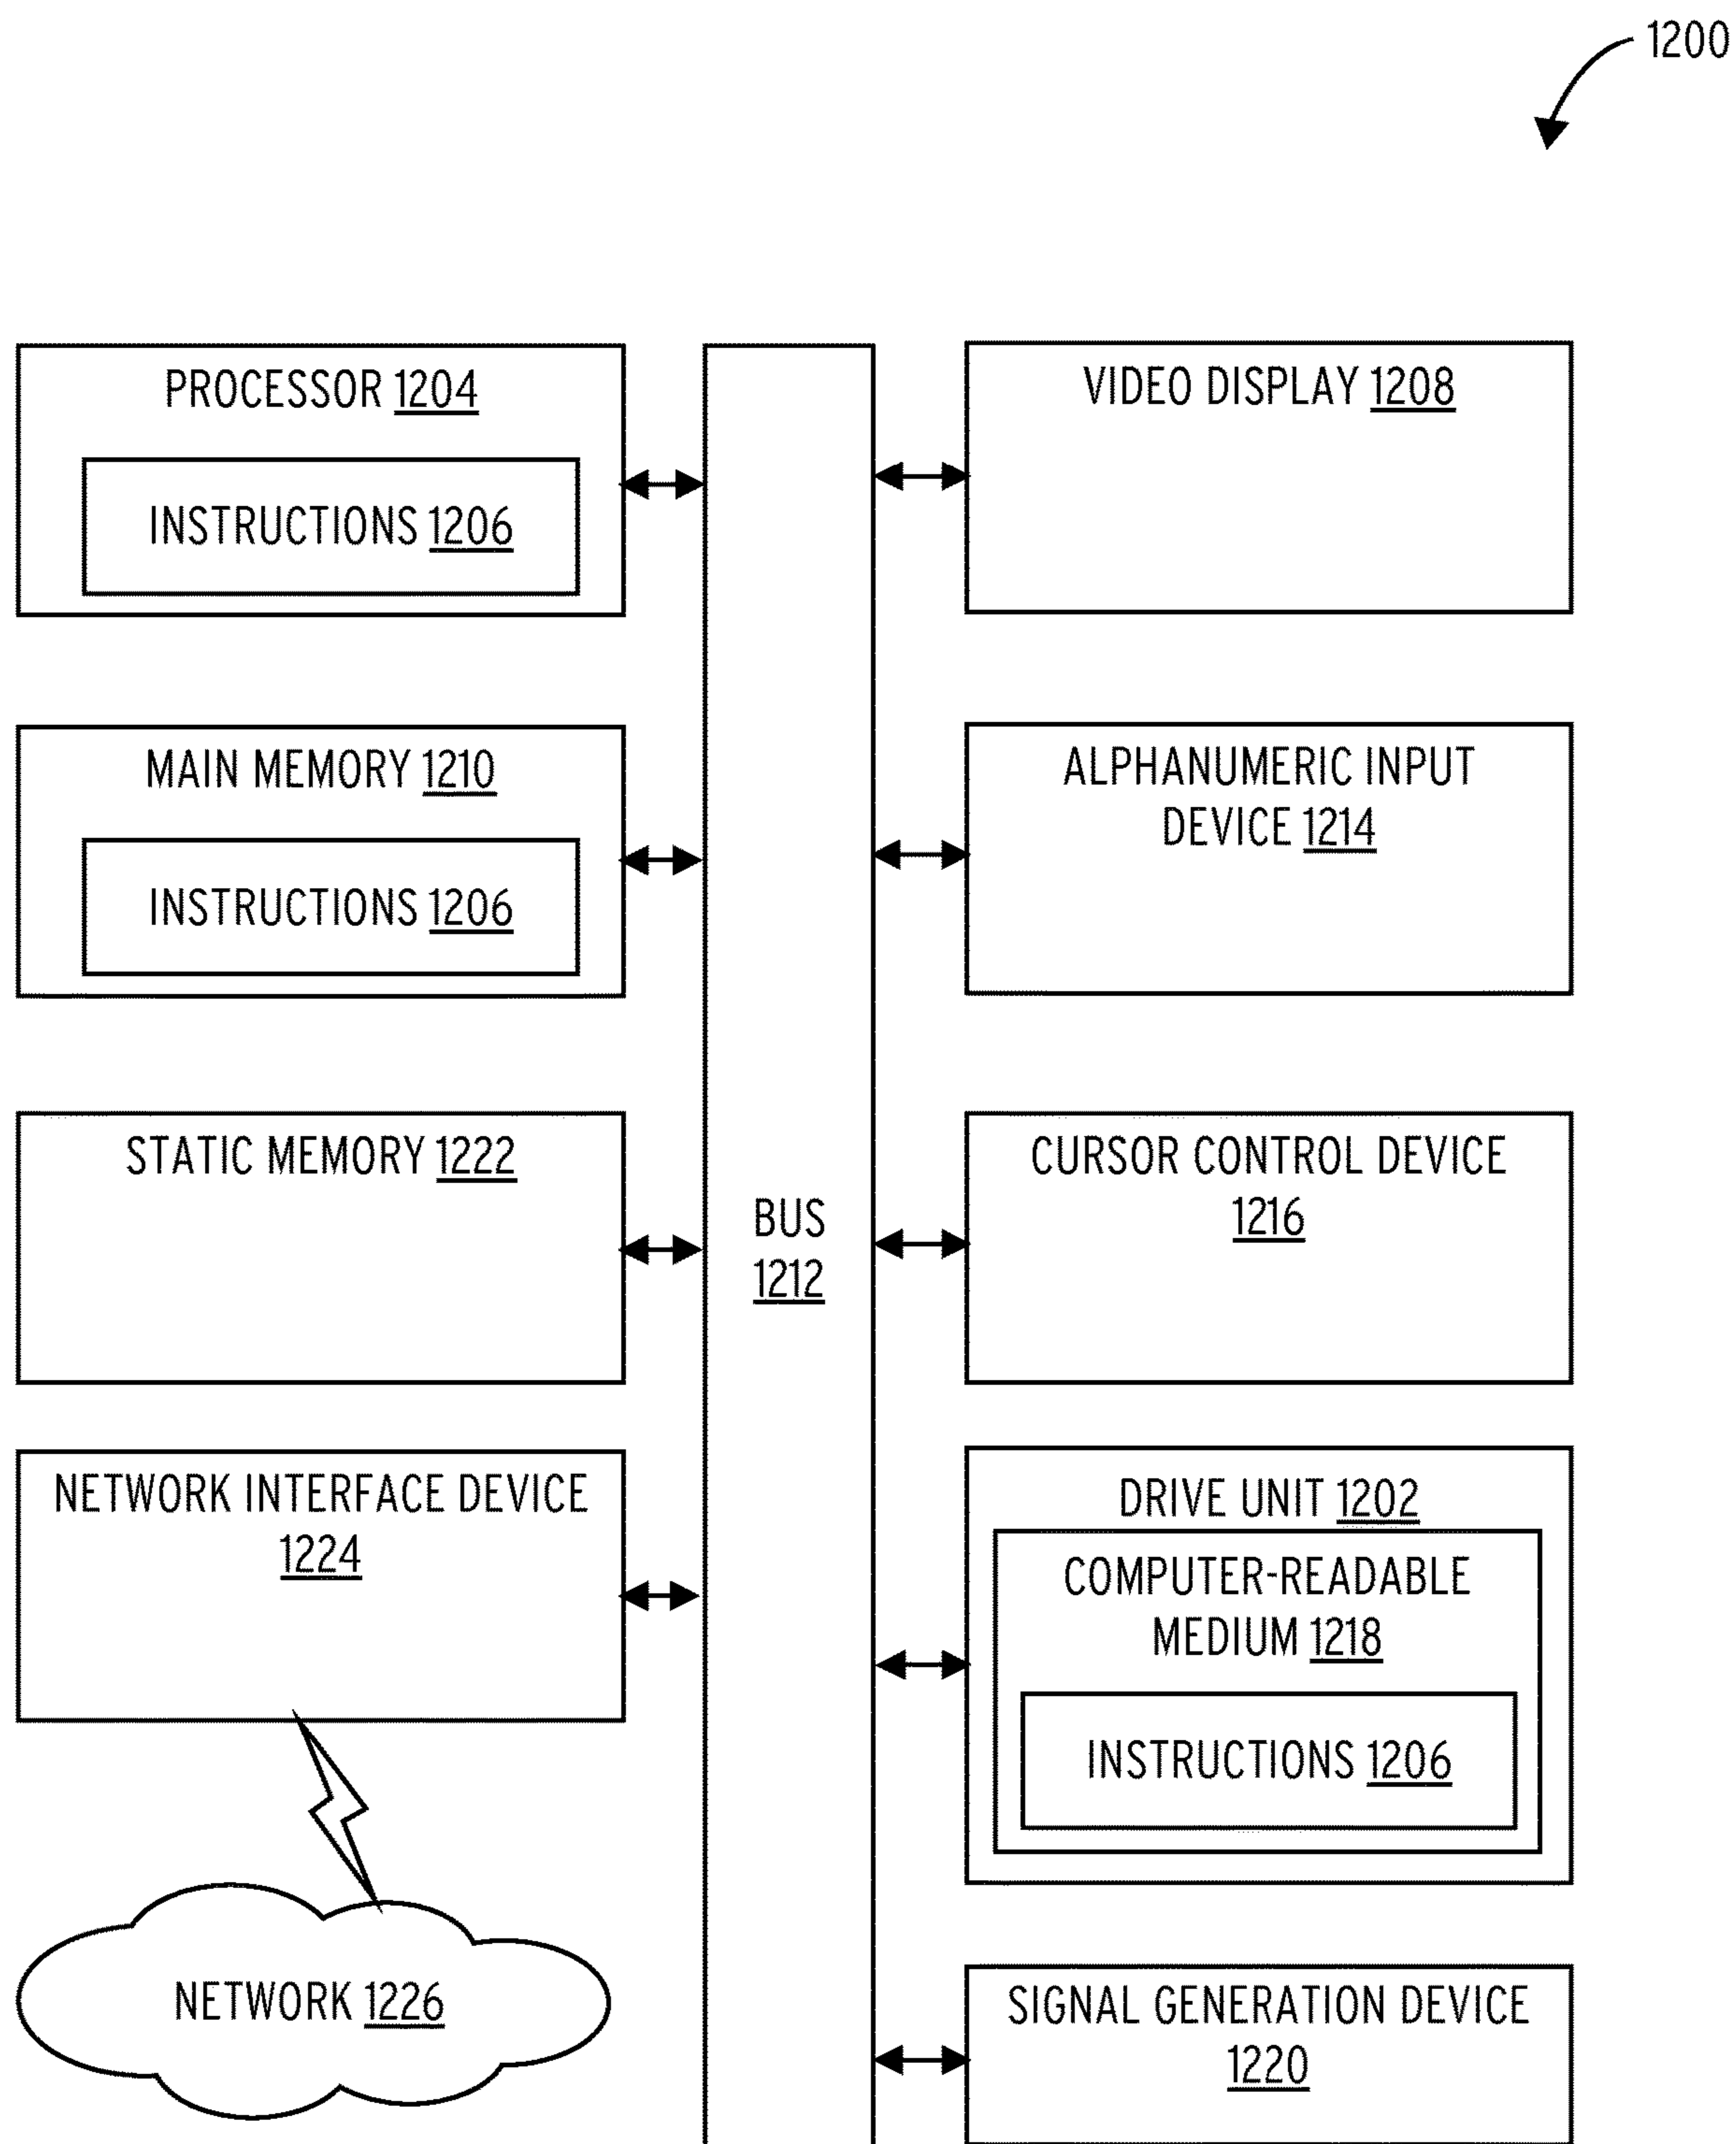 1200
PROCESSOR 1204
INSTRUCTIONS 1206
MAIN MEMORY 1210
INSTRUCTIONS 1206
STATIC MEMORY 1222
NETWORK INTERFACE DEVICE
1224
NETWORK 1226
BUS
1212
VIDEO DISPLAY 1208
ALPHANUMERIC INPUT
DEVICE 1214
CURSOR CONTROL DEVICE
1216
DRIVE UNIT 1202
COMPUTER-READABLE
MEDIUM 1218
INSTRUCTIONS 1206
SIGNAL GENERATION DEVICE
1220